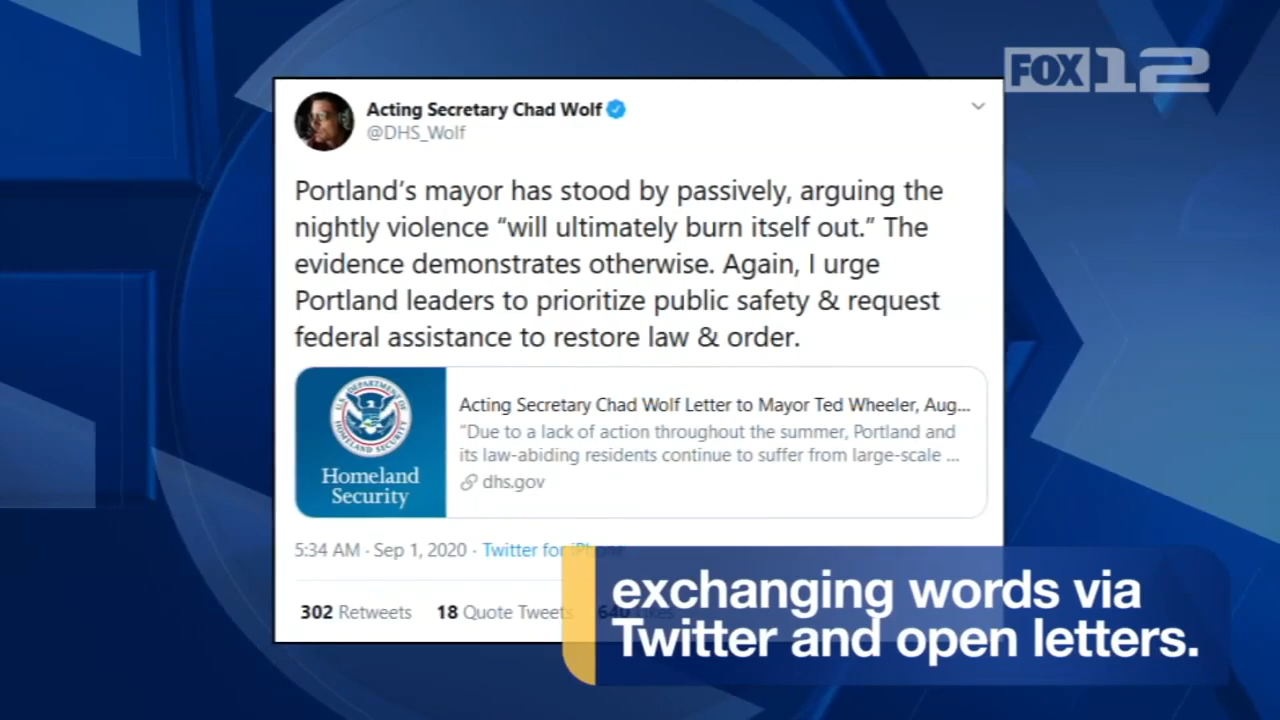 FOX 12
Acting Secretary Chad Wolf
@DHS_Wolf
Portland’s mayor has stood by passively, arguing the
nightly violence “will ultimately burn itself out.” The
evidence demonstrates otherwise. Again, I urge
Portland leaders to prioritize public safety & request
federal assistance to restore law & order.
U.S. DEPARTMENT OF
HOMELAND SECURITY
Homeland
Security
Acting Secretary Chad Wolf Letter to Mayor Ted Wheeler, Aug...
“Due to a lack of action throughout the summer, Portland and
its law-abiding residents continue to suffer from large-scale ...
dhs.gov
5:34 AM · Sep 1, 2020 · Twitter for iPhone
302 Retweets 18 Quote Tweets 640 Likes
exchanging words via
Twitter and open letters.